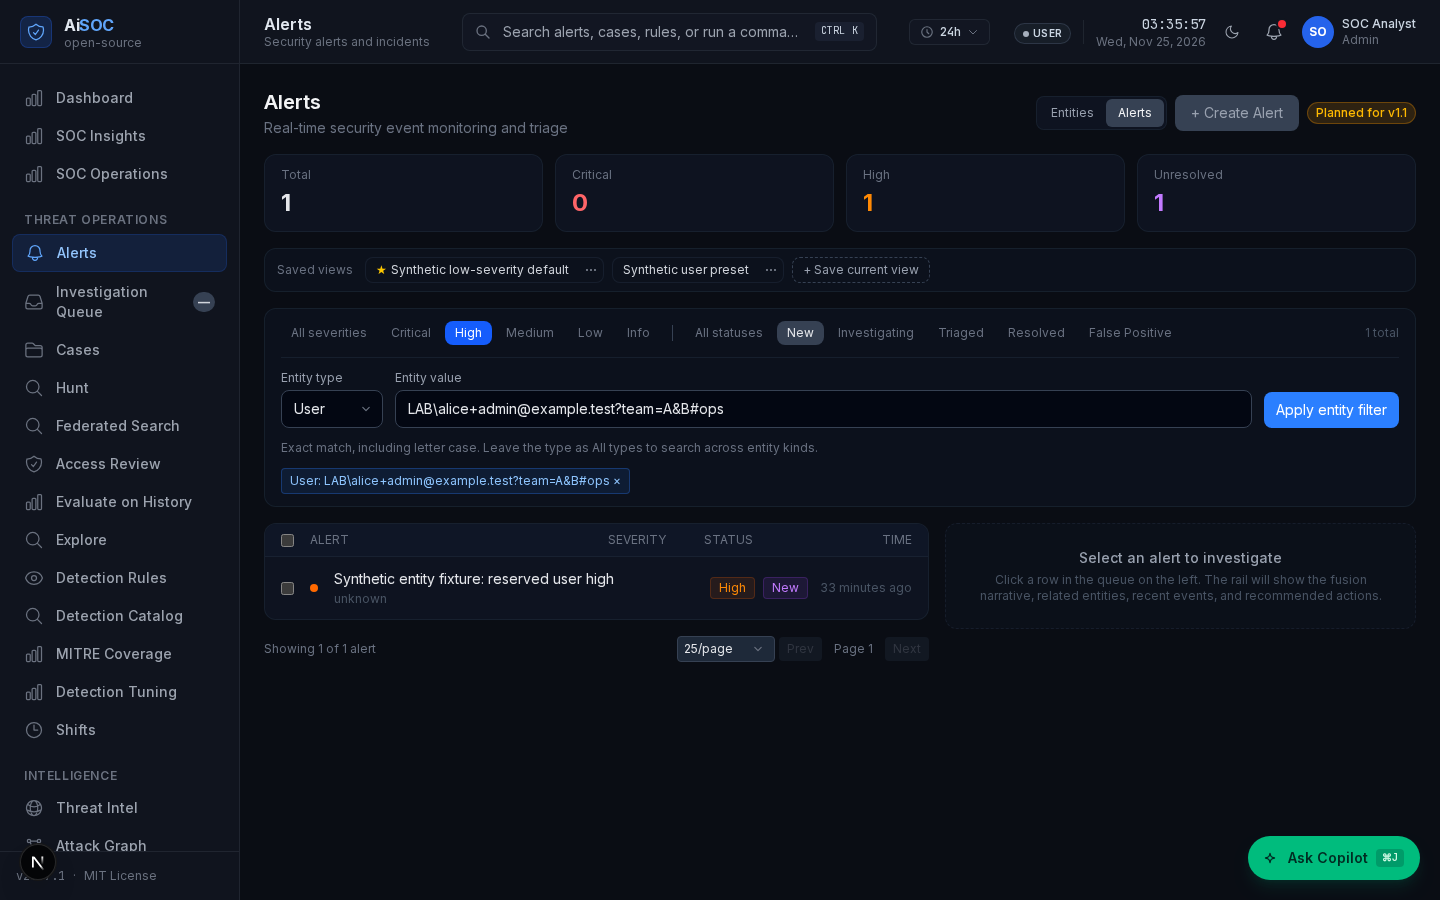 AiSOC
open-source
Dashboard
SOC Insights
SOC Operations
THREAT OPERATIONS
Alerts
Investigation
Queue
—
Cases
Hunt
Federated Search
Access Review
Evaluate on History
Explore
Detection Rules
Detection Catalog
MITRE Coverage
Detection Tuning
Shifts
INTELLIGENCE
Threat Intel
Attack Graph
N
· MIT License
Alerts
Security alerts and incidents
Search alerts, cases, rules, or run a comma... CTRL K
24h
USER
03:35:57
Wed, Nov 25, 2026
SO
SOC Analyst
Admin
Alerts
Real-time security event monitoring and triage
Entities Alerts + Create Alert Planned for v1.1
Total
1
Critical
0
High
1
Unresolved
1
Saved views ★ Synthetic low-severity default ··· Synthetic user preset ··· + Save current view
All severities Critical High Medium Low Info All statuses New Investigating Triaged Resolved False Positive 1 total
Entity type Entity value
User LAB\alice+admin@example.test?team=A&B#ops Apply entity filter
Exact match, including letter case. Leave the type as All types to search across entity kinds.
User: LAB\alice+admin@example.test?team=A&B#ops ×
ALERT SEVERITY STATUS TIME
Synthetic entity fixture: reserved user high
unknown
High New 33 minutes ago
Showing 1 of 1 alert 25/page Prev Page 1 Next
Select an alert to investigate
Click a row in the queue on the left. The rail will show the fusion
narrative, related entities, recent events, and recommended actions.
Ask Copilot ⌘J